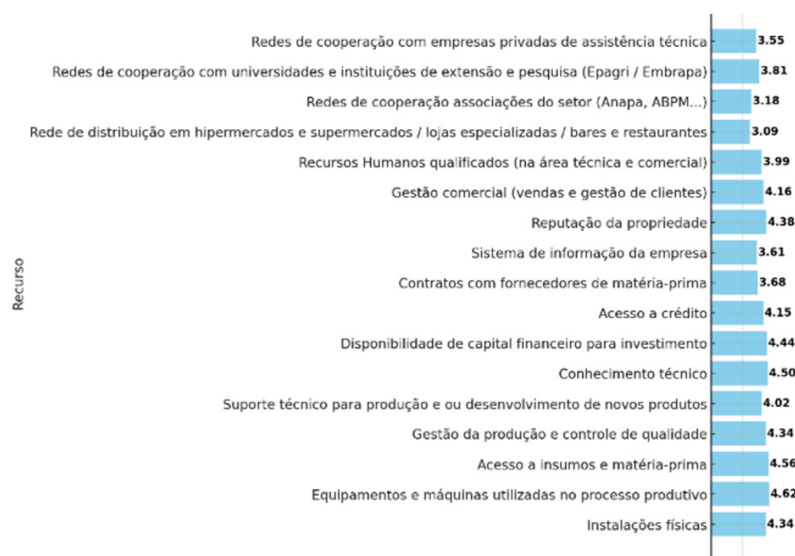 Redes de cooperação com empresas privadas de assistência técnica 3.55
Redes de cooperação com universidades e instituições de extensão e pesquisa (Epagri / Embrapa) 3.81
Redes de cooperação associações do setor (Anapa, ABPM...) 3.18
Rede de distribuição em hipermercados e supermercados / lojas especializadas / bares e restaurantes 3.09
Recursos Humanos qualificados (na área técnica e comercial) 3.99
Gestão comercial (vendas e gestão de clientes) 4.16
Reputação da propriedade 4.38
Sistema de informação da empresa 3.61
Recurso
Contratos com fornecedores de matéria-prima 3.68
Acesso a crédito 4.15
Disponibilidade de capital financeiro para investimento 4.44
Conhecimento técnico 4.50
Suporte técnico para produção e ou desenvolvimento de novos produtos 4.02
Gestão da produção e controle de qualidade 4.34
Acesso a insumos e matéria-prima 4.56
Equipamentos e máquinas utilizadas no processo produtivo 4.62
Instalações físicas 4.34